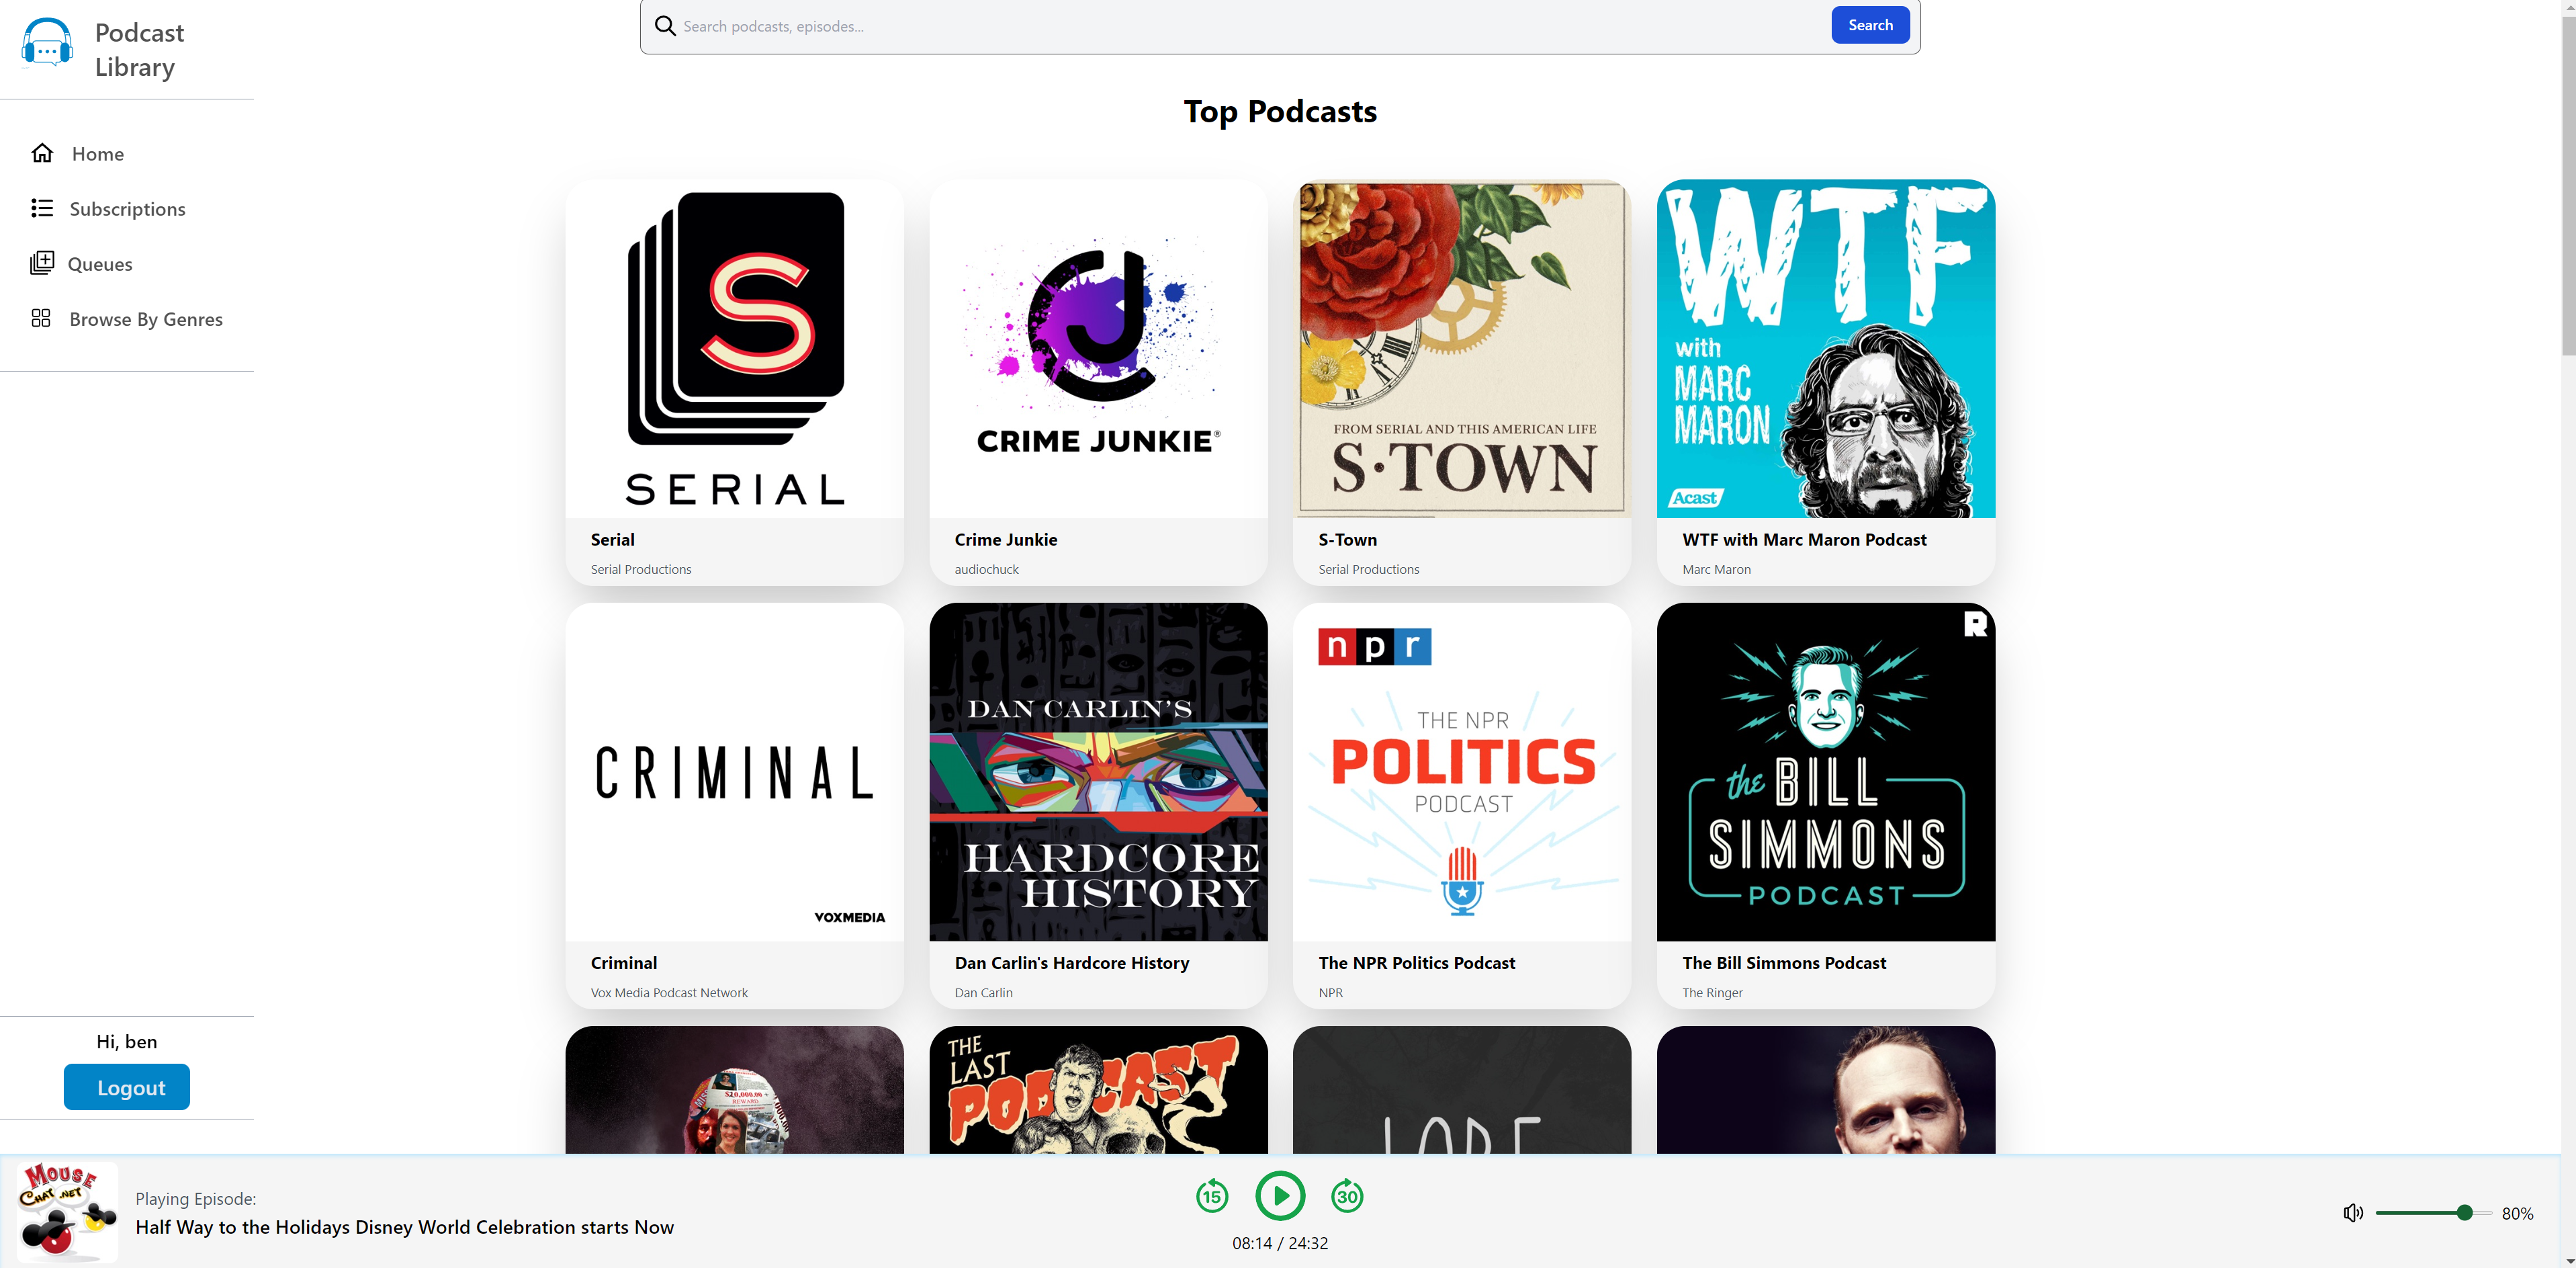 Podcast
Library
Search podcasts, episodes...
Search
Home
Subscriptions
Queues
Browse By Genres
Top Podcasts
S
SERIAL
Serial
Serial Productions
CJ
CRIME JUNKIE®
Crime Junkie
audiochuck
FROM SERIAL AND THIS AMERICAN LIFE
S·TOWN
S-Town
Serial Productions
WTF
with
MARC
MARON
Acast
WTF with Marc Maron Podcast
Marc Maron
CRIMINAL
VOXMEDIA
Criminal
Vox Media Podcast Network
DAN CARLIN'S
HARDCORE
HISTORY
Dan Carlin's Hardcore History
Dan Carlin
npr
THE NPR
POLITICS
PODCAST
The NPR Politics Podcast
NPR
R
the BILL
SIMMONS
PODCAST
The Bill Simmons Podcast
The Ringer
$10,000.00
REWARD
THE
LAST
PODCAST
LORE
Hi, ben
Logout
MOUSE
CHAT.NET
Playing Episode:
Half Way to the Holidays Disney World Celebration starts Now
15
30
08:14 / 24:32
80%